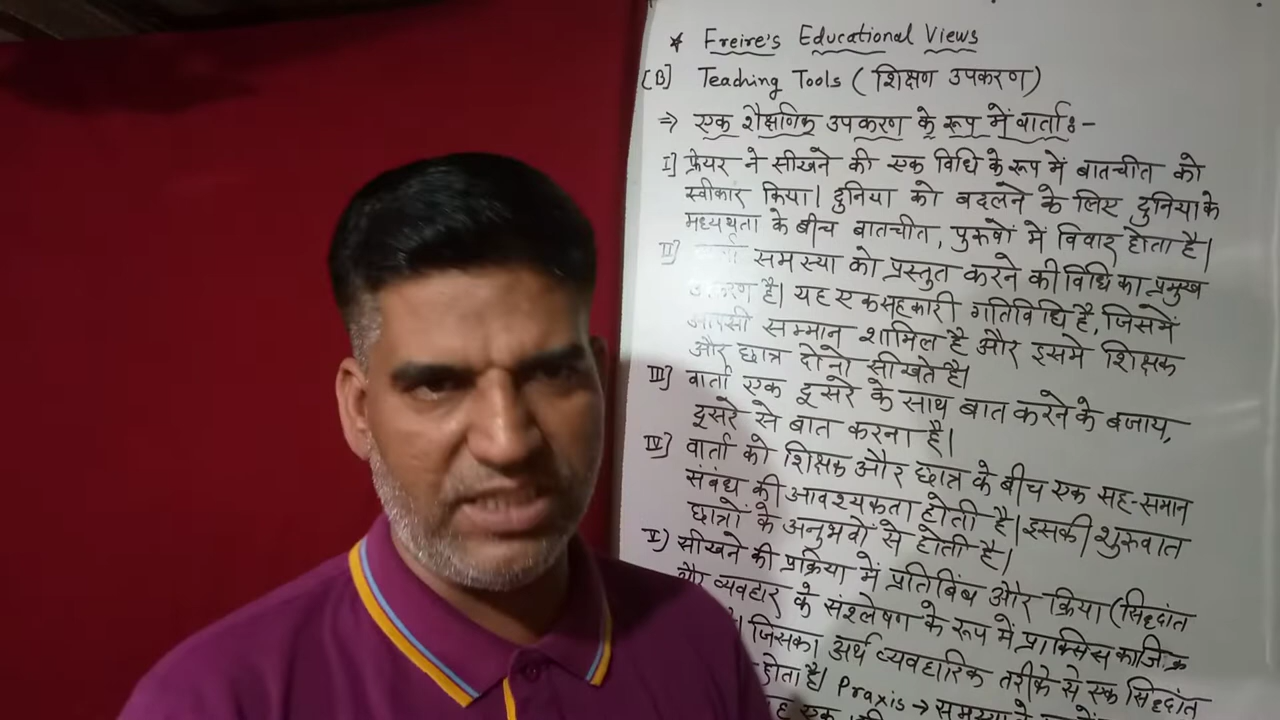 * Freire's Educational Views
[B] Teaching Tools ( शिक्षण उपकरण )
⇒ एक शैक्षणिक उपकरण के रूप में वार्ता :-
I] फ्रेयर ने सीखने की एक विधि के रूप में बातचीत को
स्वीकार किया। दुनिया को बदलने के लिए दुनिया के
मध्यथता के बीच बातचीत, पुरुषों में विचार होता है।
II] समस्या को प्रस्तुत करने की विधि का प्रमुख
है। यह एक सहकारी गतिविधि है, जिसमें
आपसी सम्मान शामिल है और इसमें शिक्षक
और छात्र दोनो सीखते है।
III] वार्ता एक दूसरे के साथ बात करने के बजाय,
दूसरे से बात करना है।
IV] वार्ता को शिक्षक और छात्र के बीच एक सह-समान
संबंध की आवश्यकता होती है। इसकी शुरुवात
छात्रों के अनुभवों से होती है।
V) सीखने की प्रक्रिया में प्रतिबिंब और क्रिया (सिद्दांत
और व्यवहार के संश्लेषण के रूप में प्राक्सिस का जिक्र
जिसका अर्थ व्यवहारिक तरीके से एक सिद्दांत
होता है। Praxis →